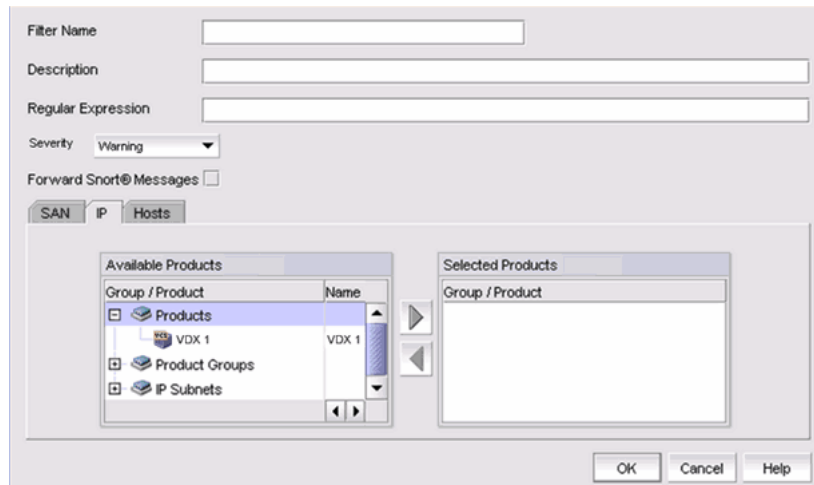 Filter Name
Description
Regular Expression
Severity Warning
Forward Snort® Messages
SAN IP Hosts
Available Products Selected Products
Group / Product Name Group / Product
Products
VDX 1 VDX 1
Product Groups
IP Subnets
OK Cancel Help